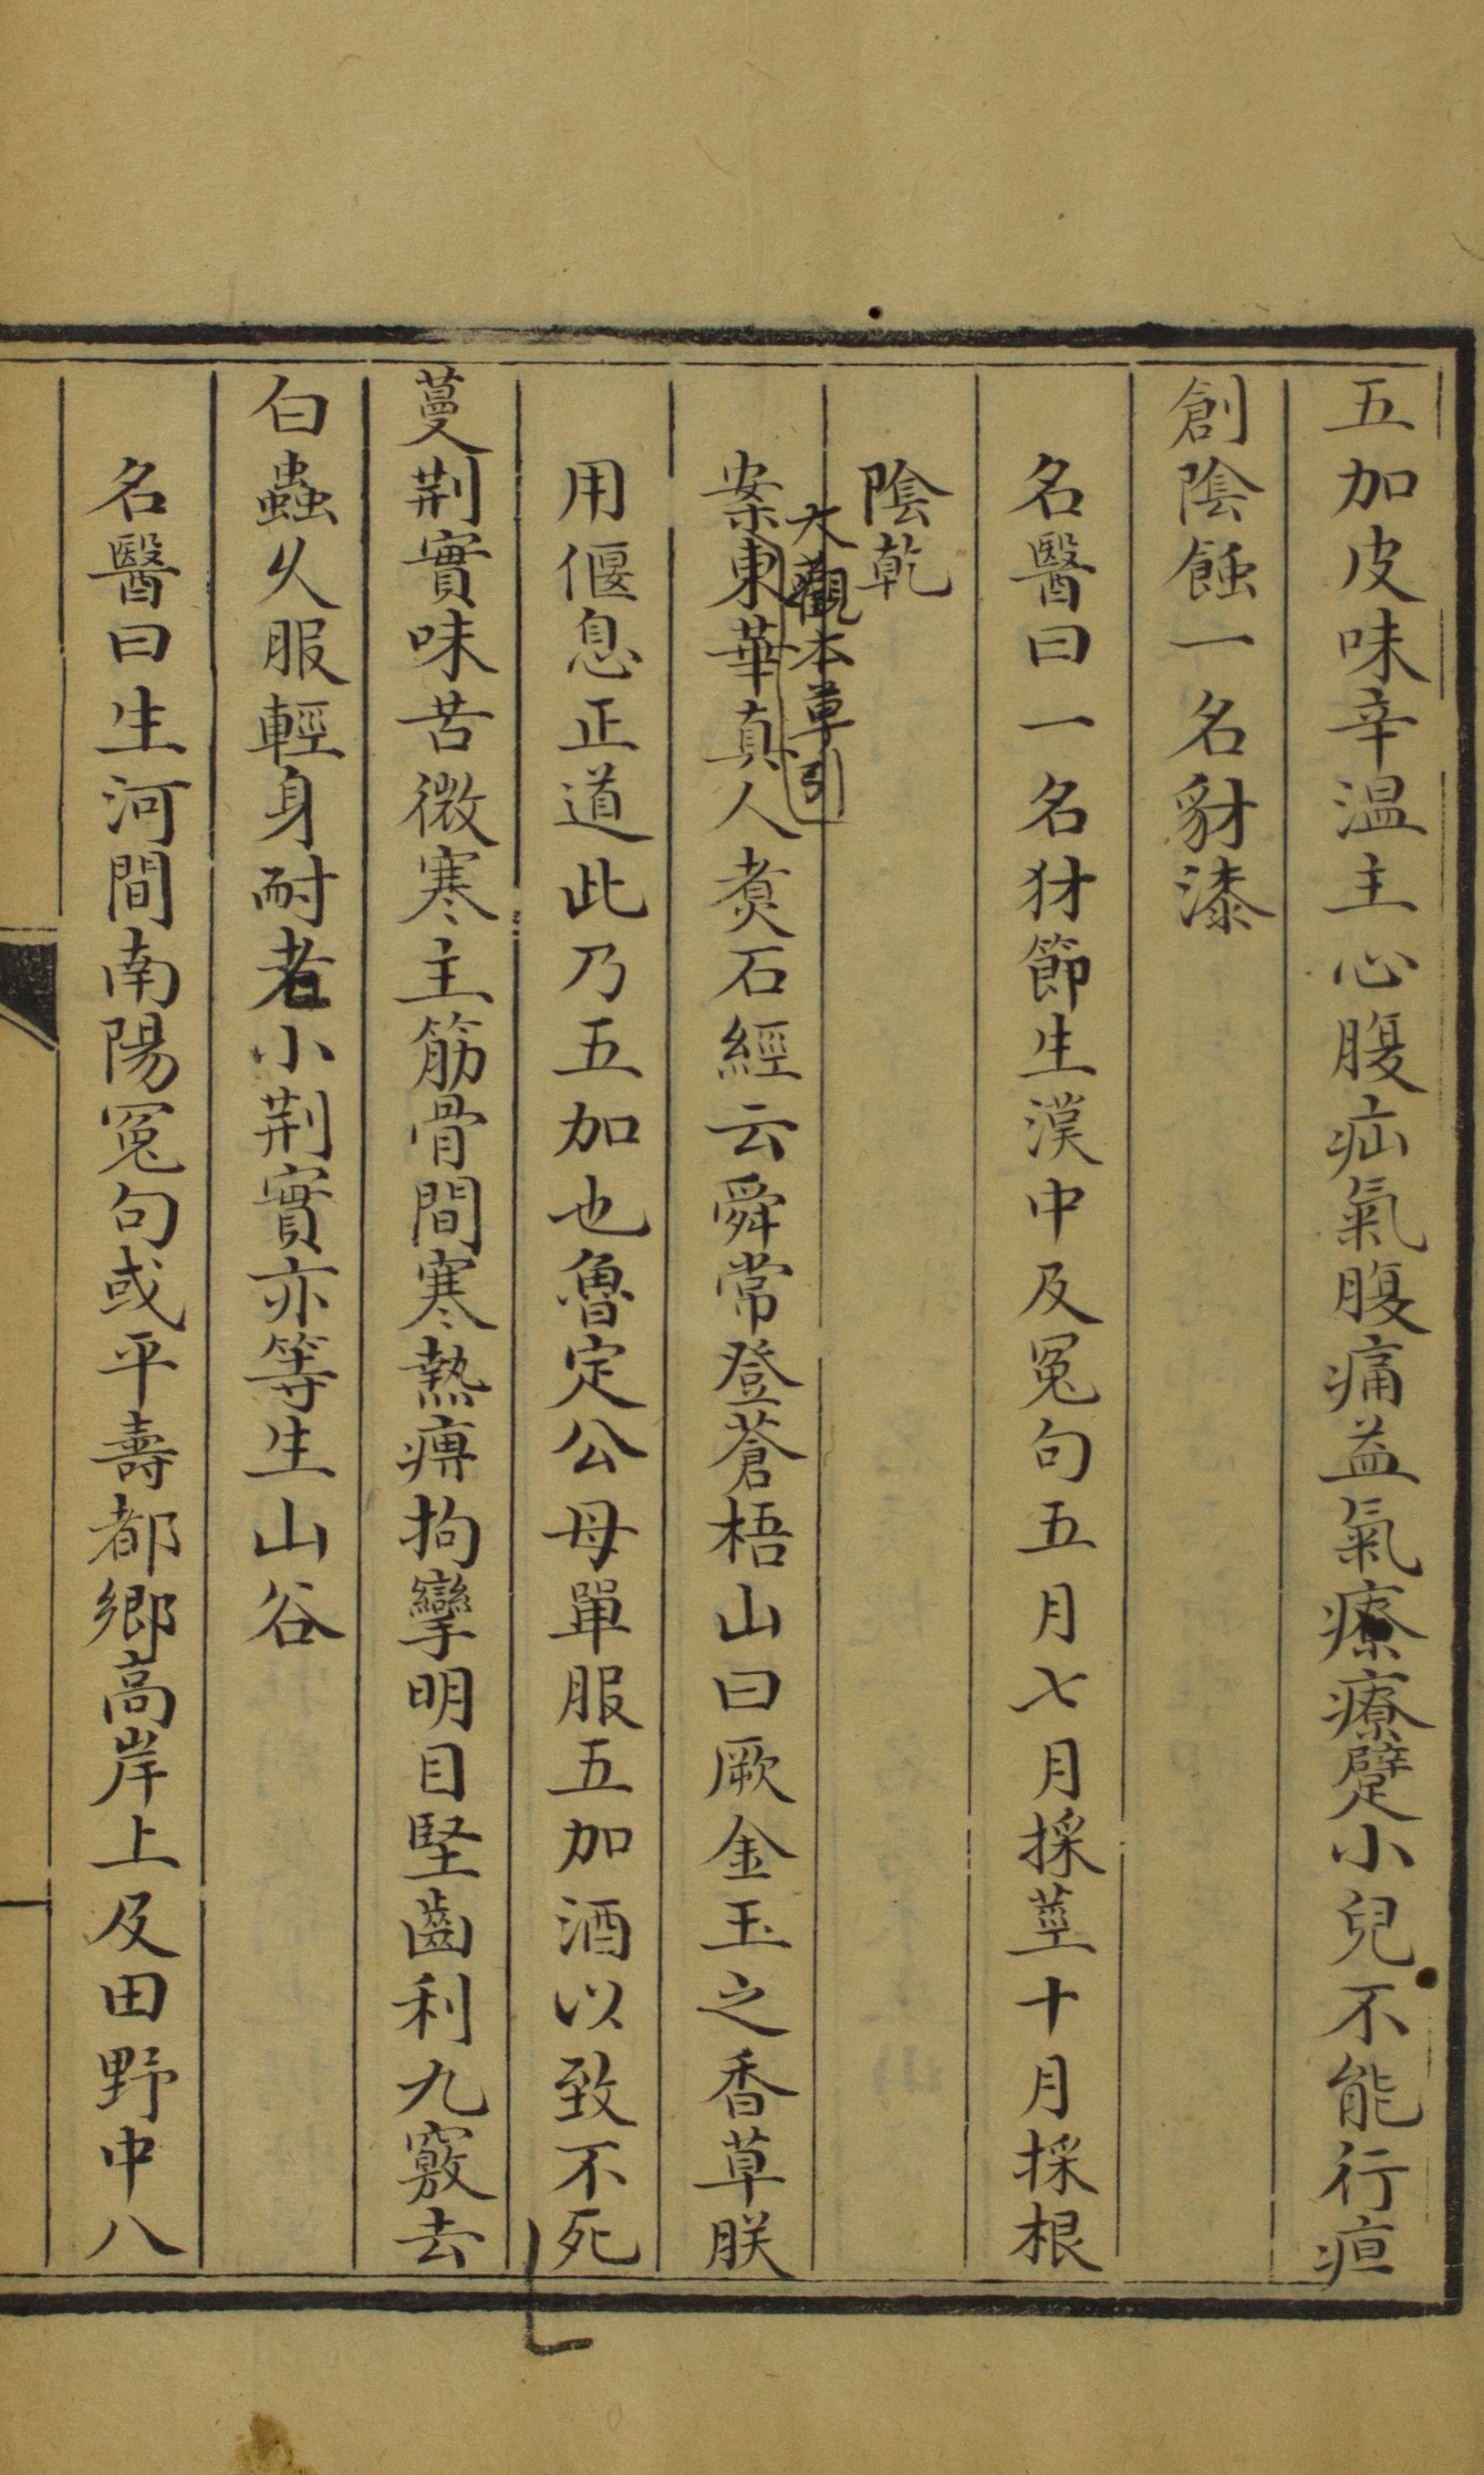 五加皮味辛温主心腹疝氣腹痛益氣療療躄小兒不能行疸
創陰蝕一名豺漆
名醫曰一名犲節生漢中及冤句五月七月採莖十月採根
陰乾
大觀本草引
案東華真人煑石經云舜常登蒼梧山曰厥金玉之香草朕
用偃息正道此乃五加也魯定公母單服五加酒以致不死
蔓荆實味苦微寒主筋骨間寒熱痹拘攣明目堅齒利九竅去
白蟲久服輕身耐老小荆實亦等生山谷
名醫曰生河間南陽冤句或平壽都鄉高岸上及田野中八